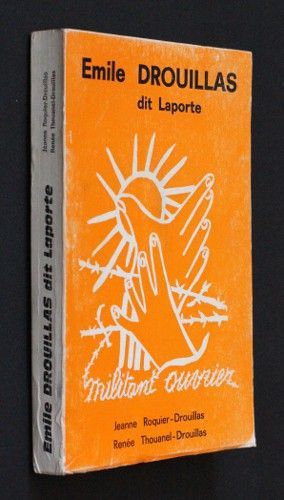 Emile DROUILLAS
dit Laporte
Militant ouvrier
Jeanne Roquier-Drouillas
Renée Thouanel-Drouillas
Emile DROUILLAS dit Laporte
Jeanne Roquier-Drouillas
Renée Thouanel-Drouillas